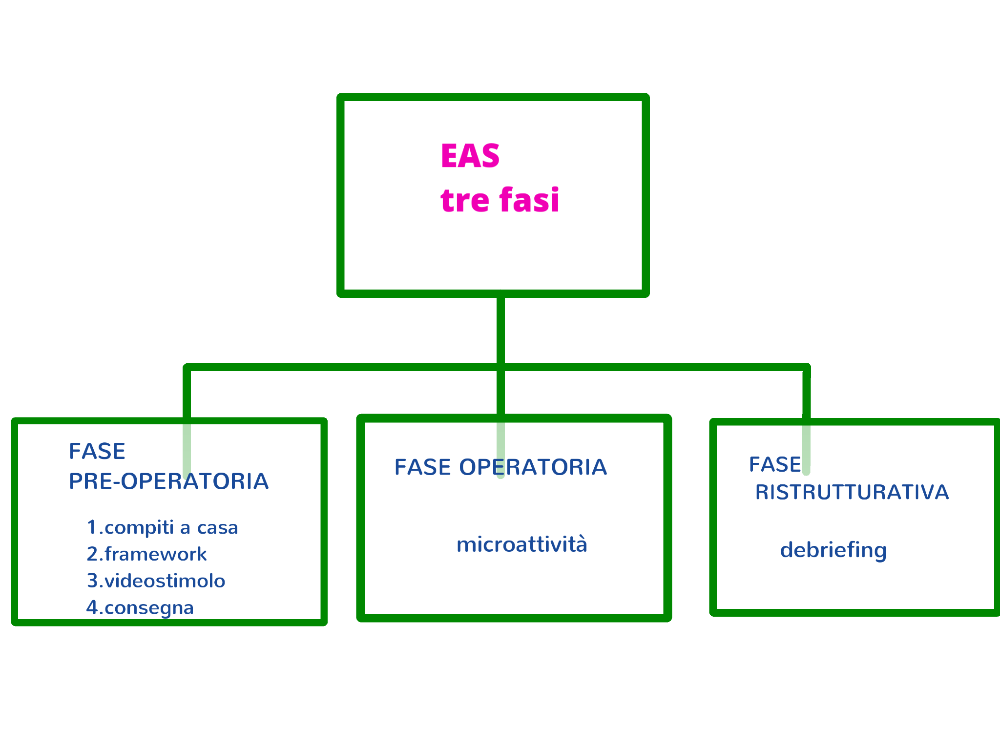 EAS
tre fasi
FASE
PRE-OPERATORIA
1.compiti a casa
2.framework
3.videostimolo
4.consegna
FASE OPERATORIA
microattività
FASE
RISTRUTTURATIVA
debriefing